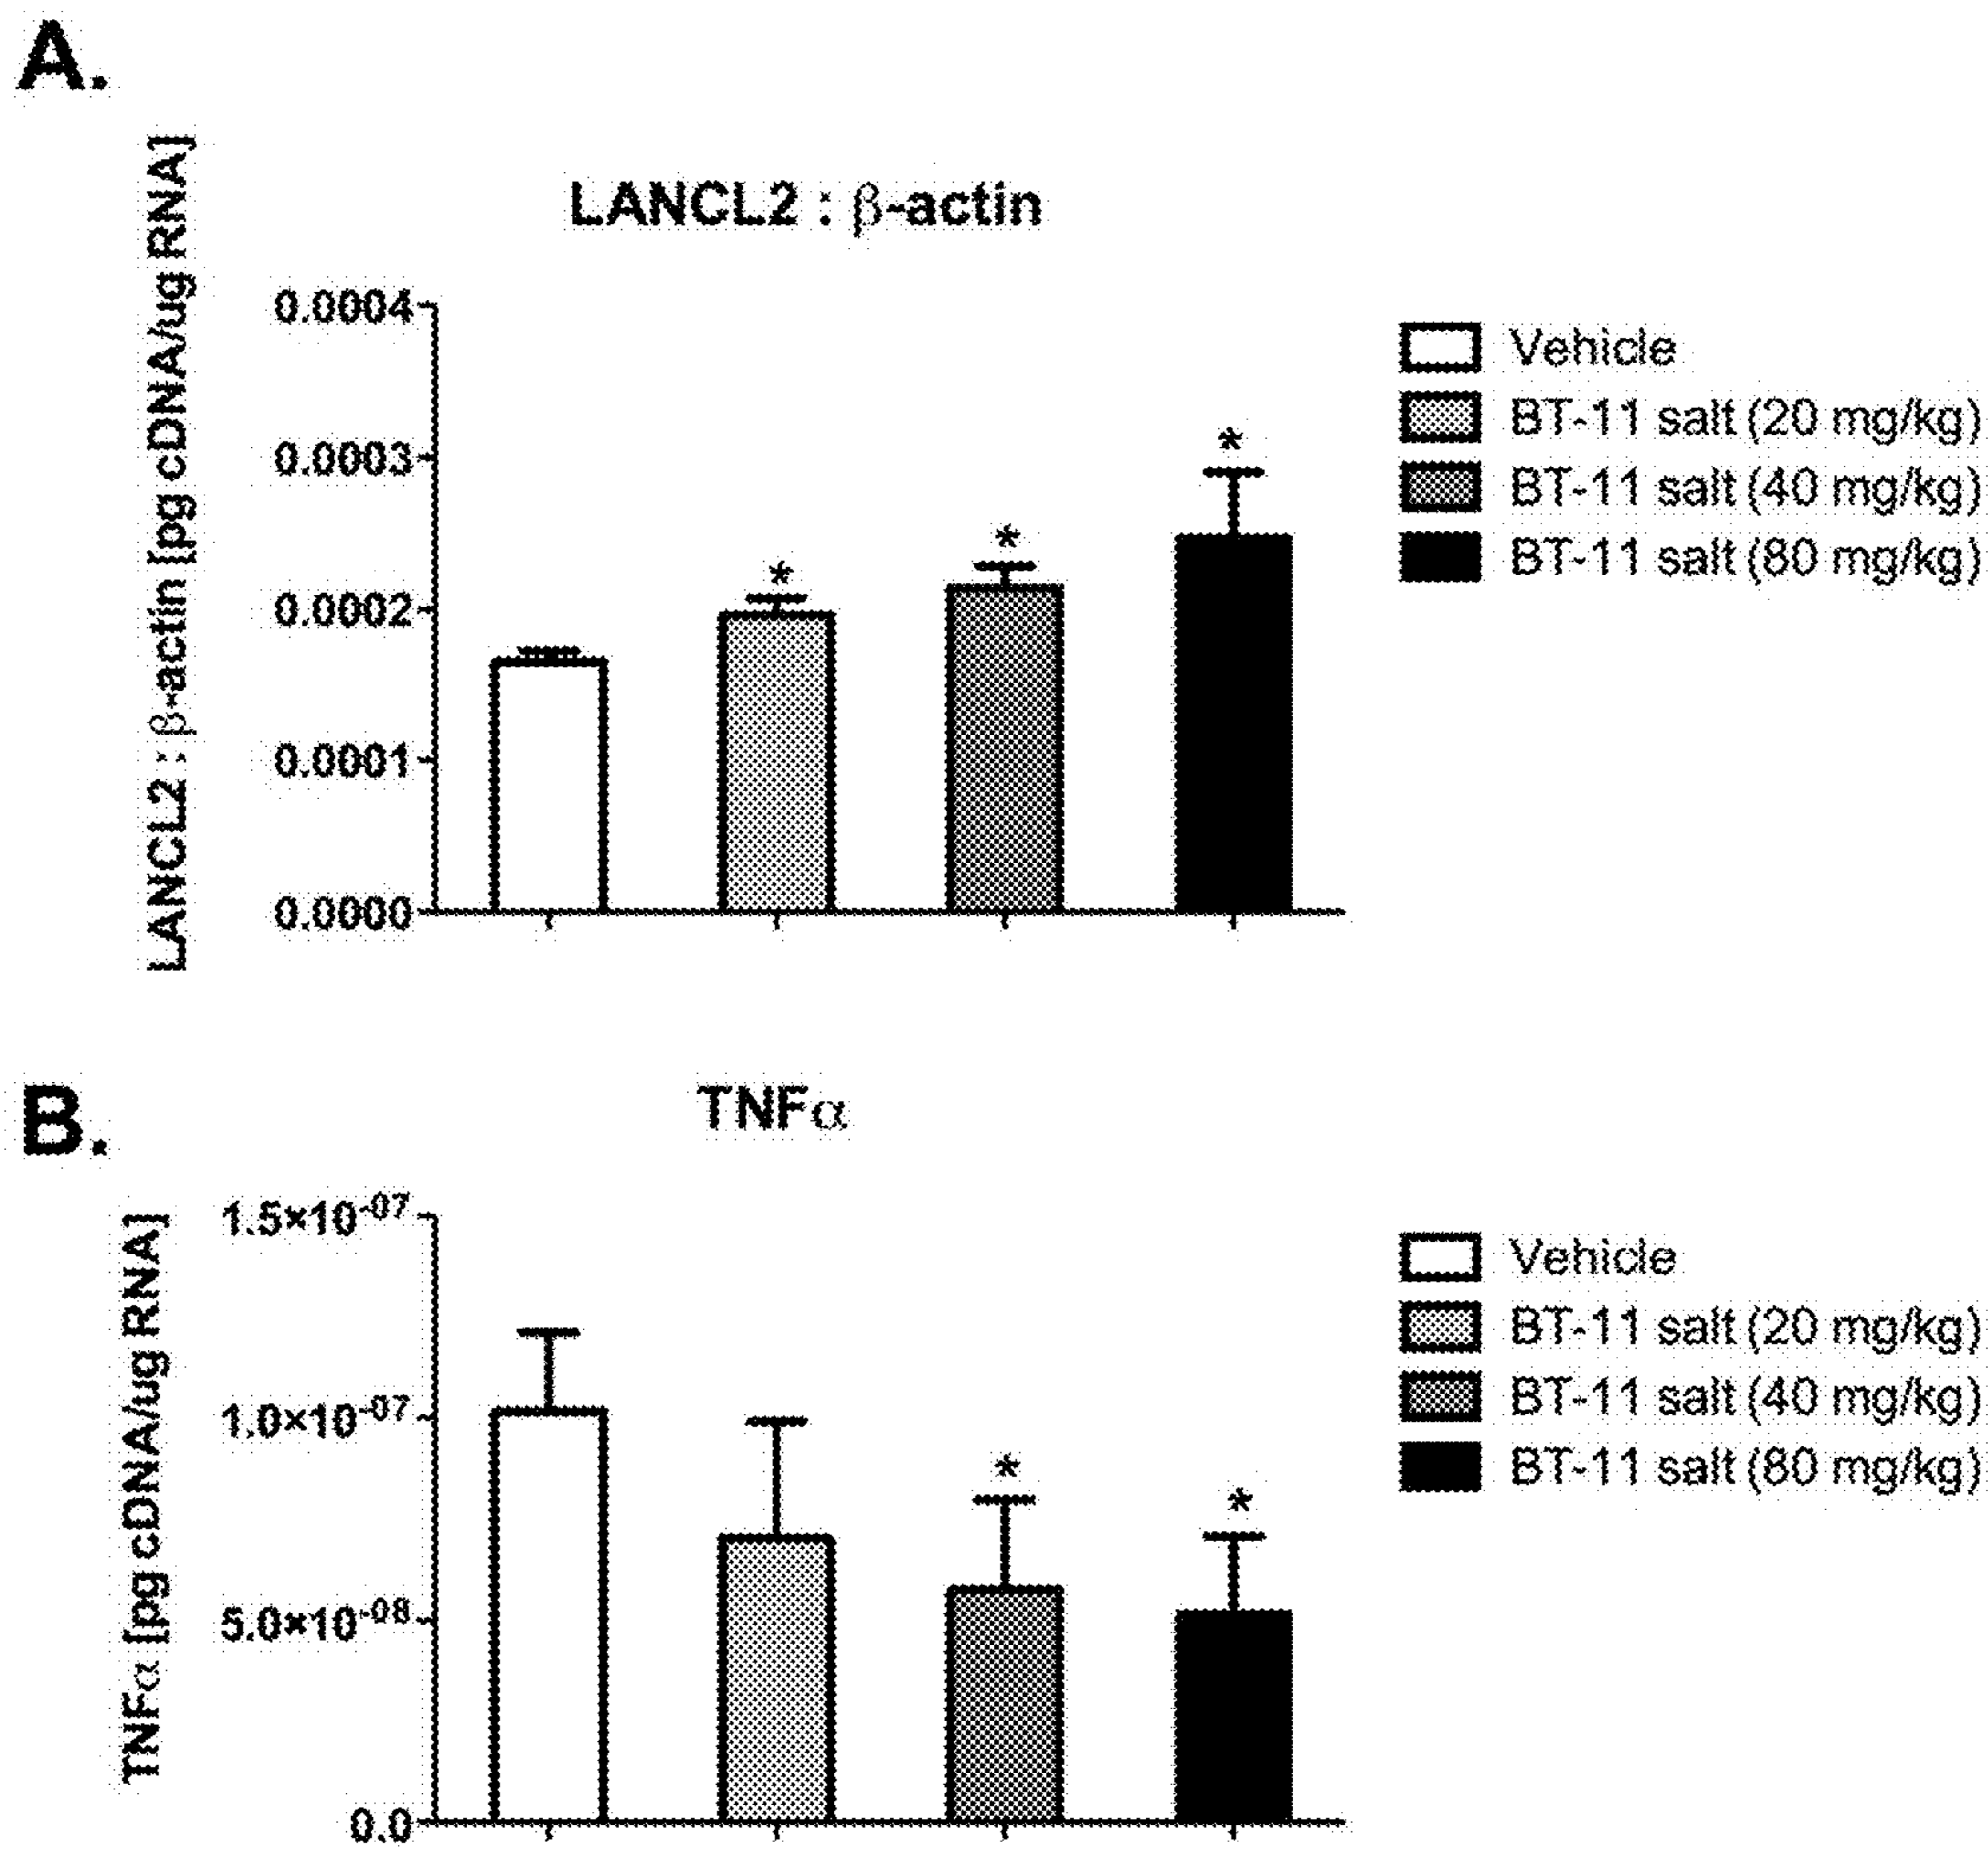 A.
LANCL2 : β-actin
LANCL2 : β-actin [pg cDNA/ug RNA]
0.0004
0.0003
0.0002
0.0001
0.0000
*
*
*
Vehicle
BT-11 salt (20 mg/kg)
BT-11 salt (40 mg/kg)
BT-11 salt (80 mg/kg)
B.
TNFα
TNFα [pg cDNA/ug RNA]
1.5×10⁻⁰⁷
1.0×10⁻⁰⁷
5.0×10⁻⁰⁸
0.0
*
*
Vehicle
BT-11 salt (20 mg/kg)
BT-11 salt (40 mg/kg)
BT-11 salt (80 mg/kg)